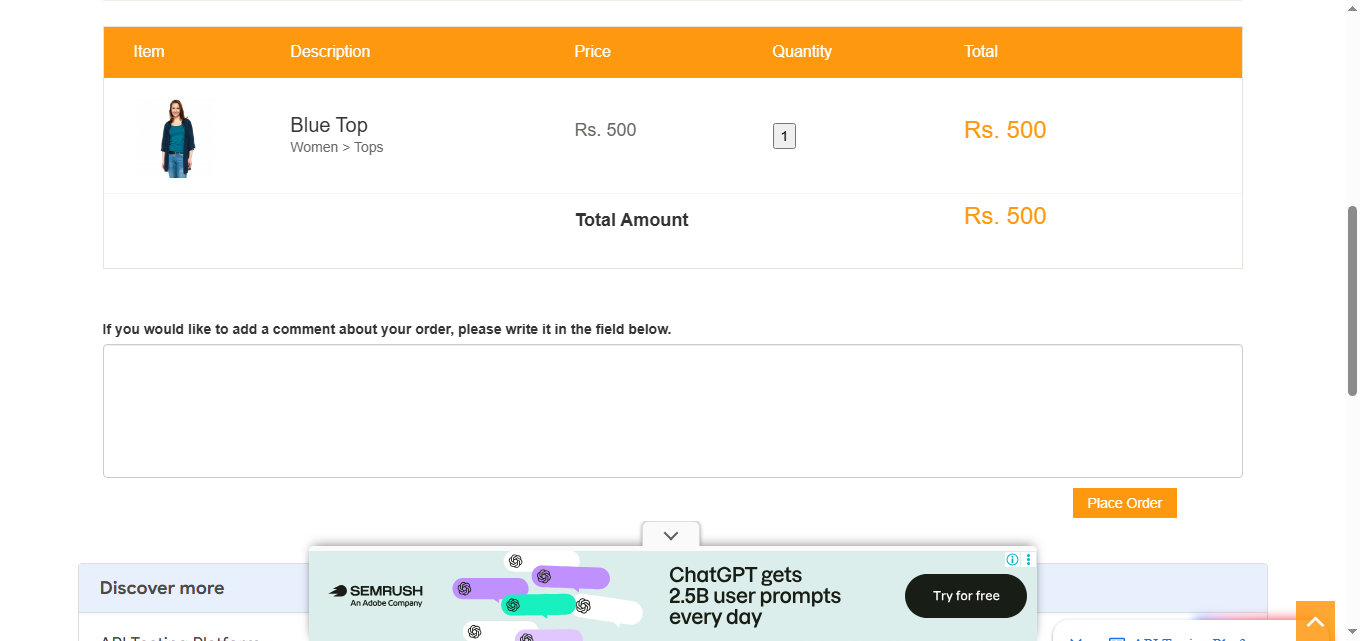 Item Description Price Quantity Total
Blue Top
Women > Tops
Rs. 500
1
Rs. 500
Total Amount Rs. 500
If you would like to add a comment about your order, please write it in the field below.
Place Order
Discover more
SEMRUSH
An Adobe Company
ChatGPT gets
2.5B user prompts
every day
Try for free